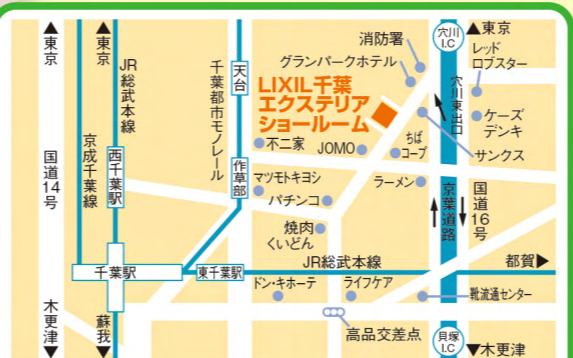 ▲東京
国道14号
木更津▼
▲東京
JR総武本線
京成千葉線
西千葉駅
千葉駅
蘇我▼
千葉都市モノレール
天台
作草部
東千葉駅
消防署
グランパークホテル
LIXIL千葉
エクステリア
ショールーム
不二家
JOMO
ちば
コープ
マツモトキヨシ
パチンコ
ラーメン
焼肉
くいどん
JR総武本線
都賀▶
ドン・キホーテ
ライフケア
靴流通センター
高品交差点
穴川
I.C
▲東京
レッド
ロブスター
穴川東出口
ケーズ
デンキ
サンクス
京葉道路
国道16号
貝塚
I.C
▼木更津